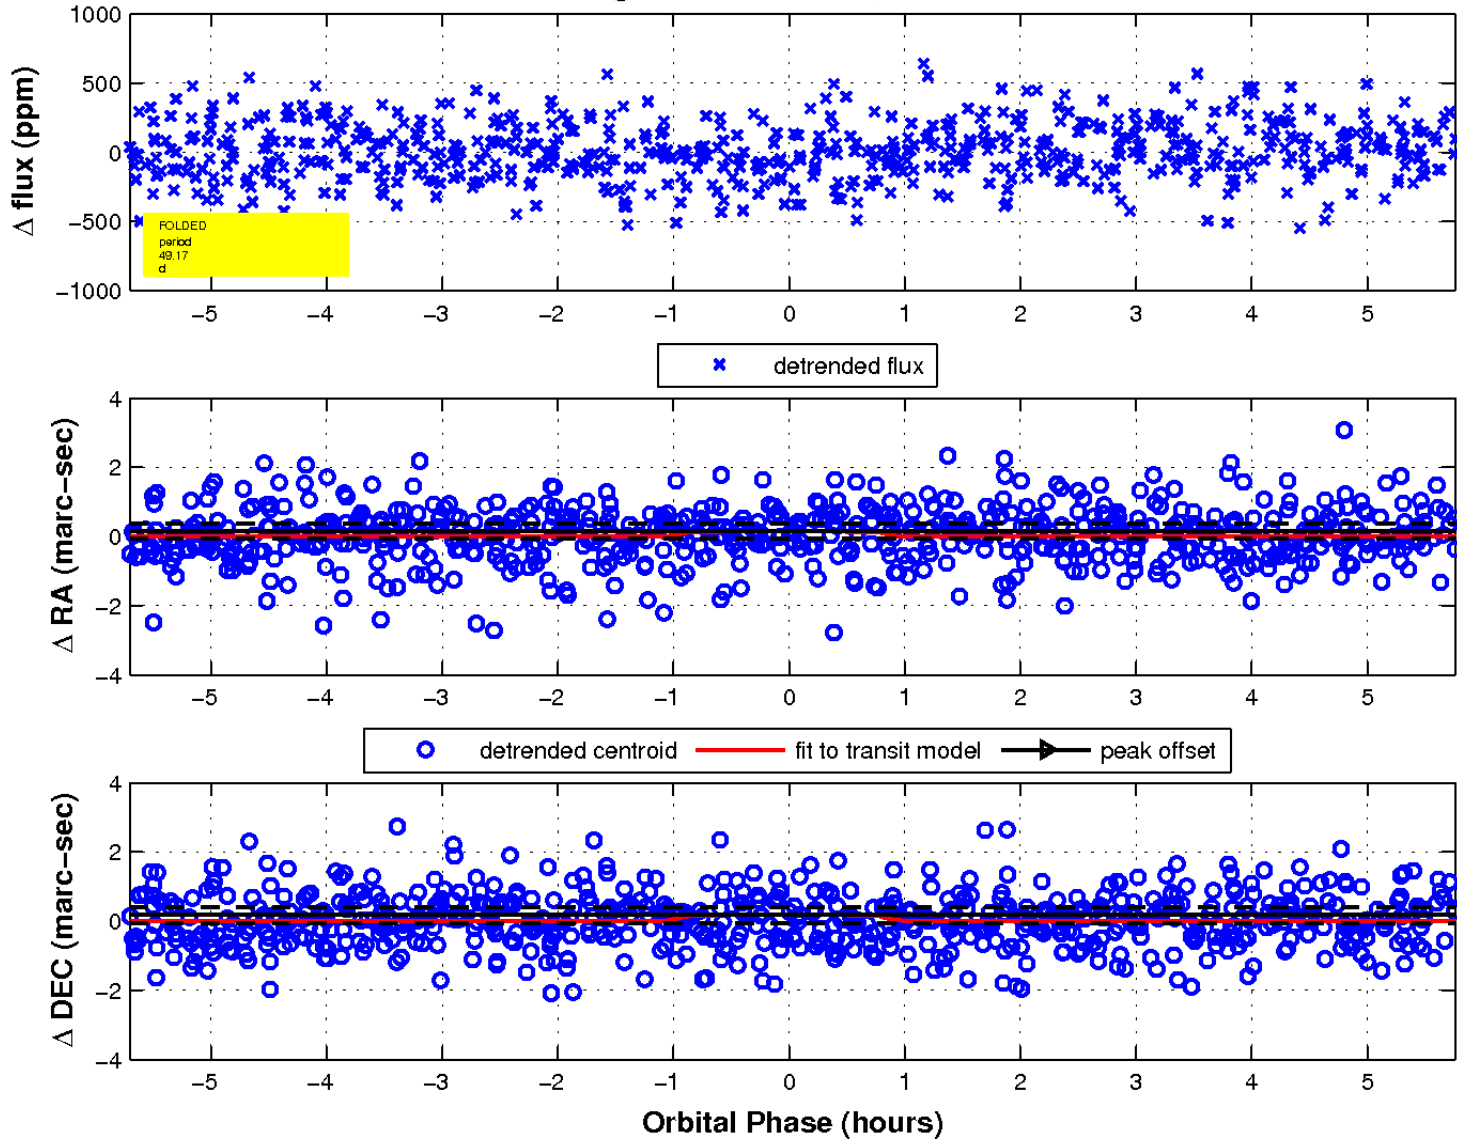 1000
500
0
−500
−1000
Δ flux (ppm)
FOLDED
period
49.17
d
−5 −4 −3 −2 −1 0 1 2 3 4 5
detrended flux
4
2
0
−2
−4
Δ RA (marc−sec)
−5 −4 −3 −2 −1 0 1 2 3 4 5
detrended centroid fit to transit model peak offset
4
2
0
−2
−4
Δ DEC (marc−sec)
−5 −4 −3 −2 −1 0 1 2 3 4 5
Orbital Phase (hours)